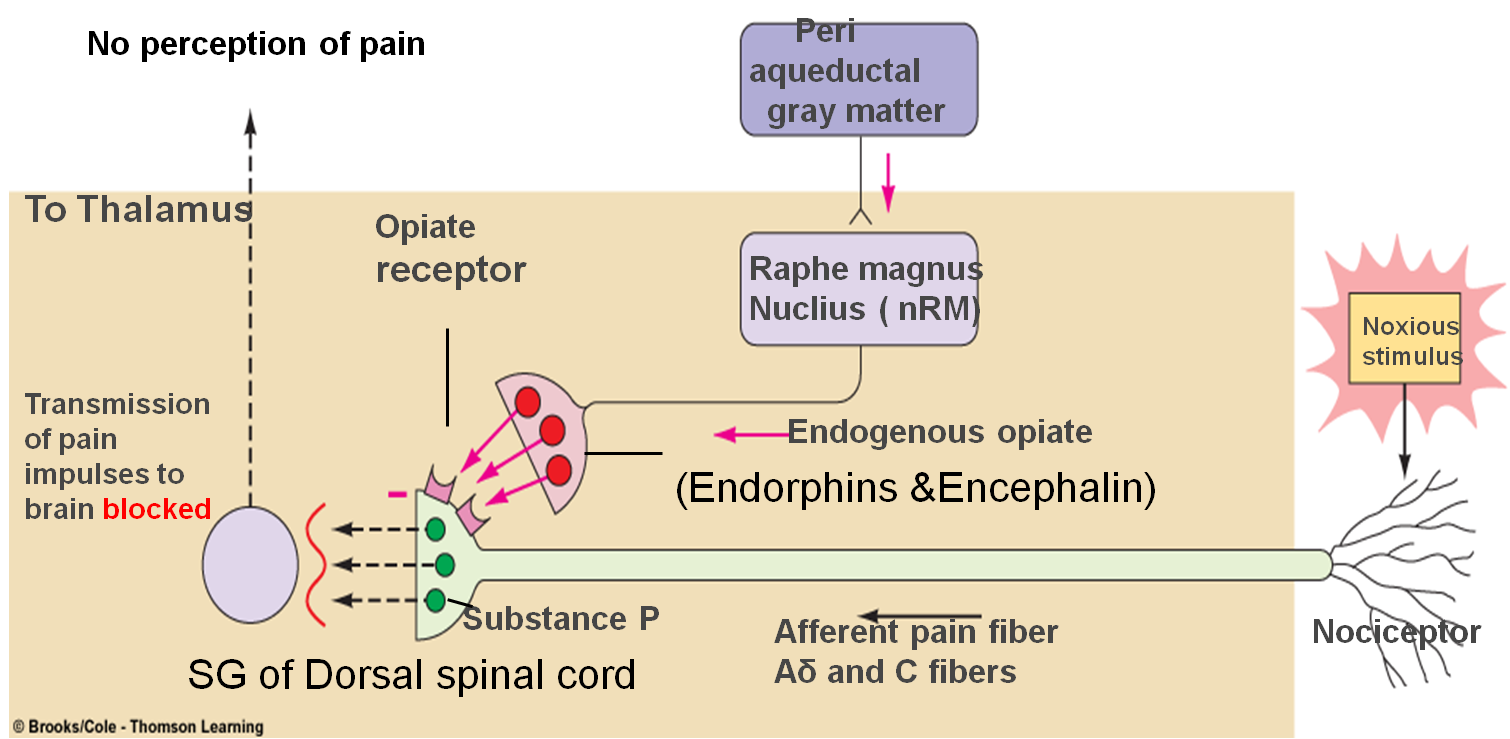 No perception of pain
Peri
aqueductal
gray matter
To Thalamus
Opiate
receptor
Raphe magnus
Nuclius ( nRM)
Noxious
stimulus
Transmission
of pain
impulses to
brain blocked
Endogenous opiate
(Endorphins &Encephalin)
Substance P
Afferent pain fiber
Aδ and C fibers
Nociceptor
SG of Dorsal spinal cord
© Brooks/Cole - Thomson Learning